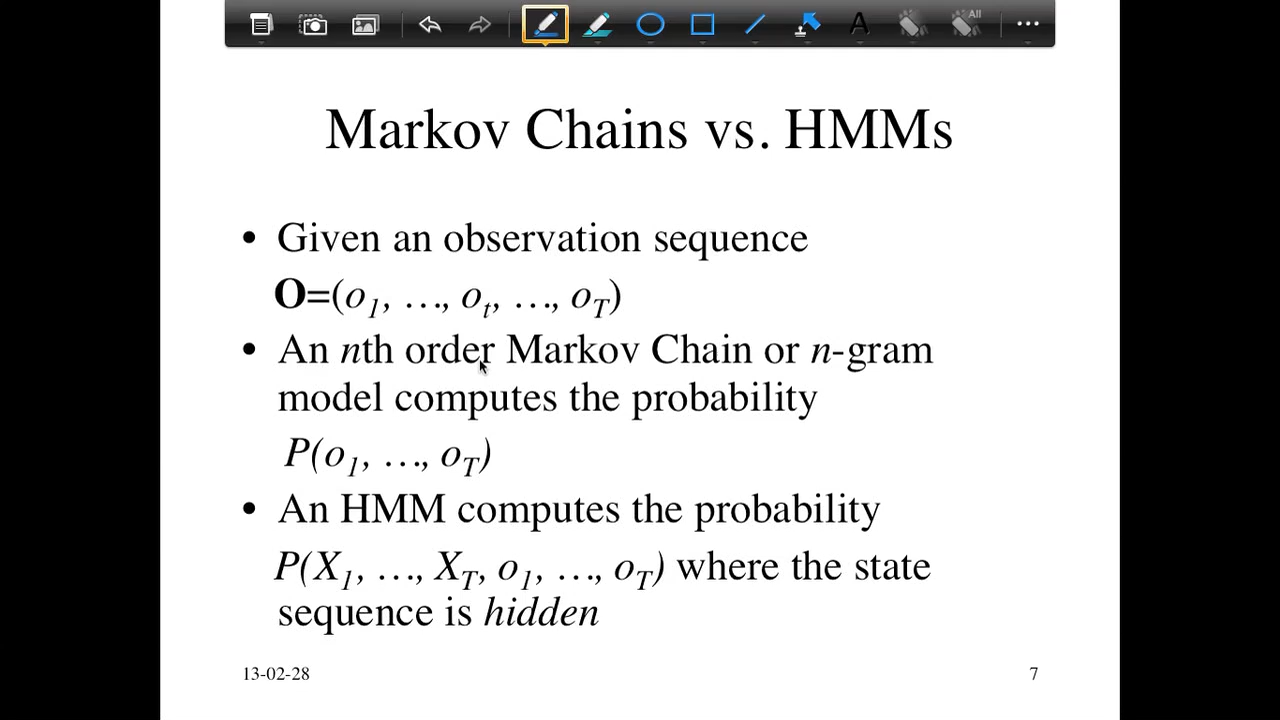 A
All
Markov Chains vs. HMMs
• Given an observation sequence
O=(o1, …, ot, …, oT)
• An nth order Markov Chain or n-gram
model computes the probability
P(o1, …, oT)
• An HMM computes the probability
P(X1, …, XT, o1, …, oT) where the state
sequence is hidden
13-02-28
7